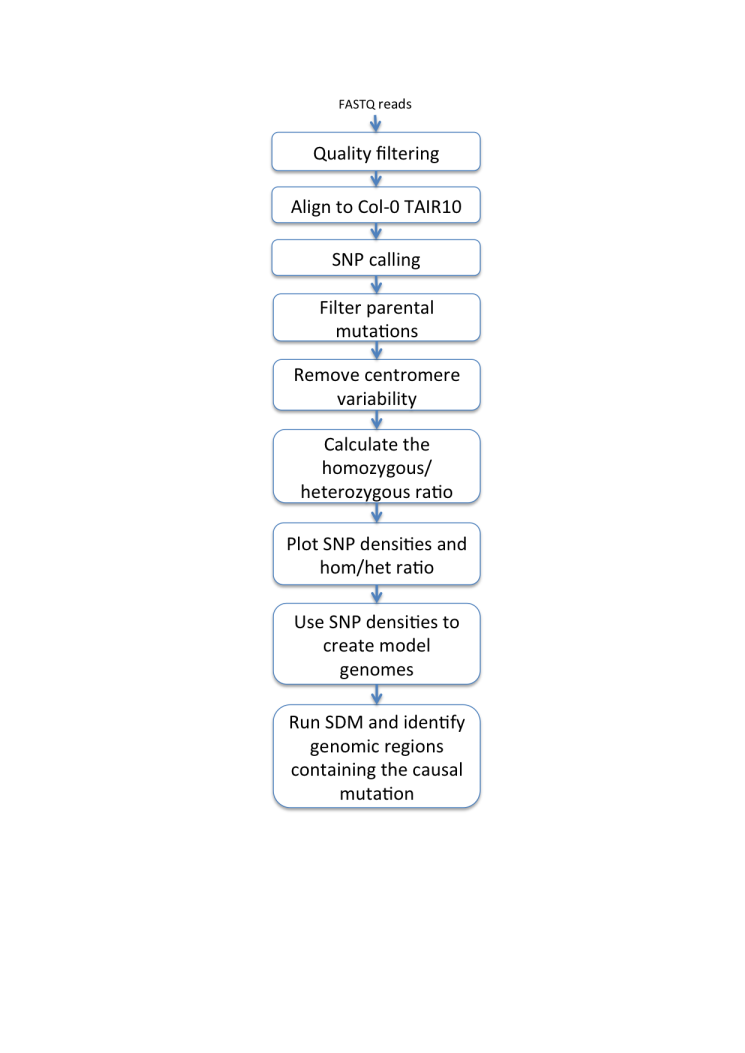 FASTQ reads
Quality filtering
Align to Col-0 TAIR10
SNP calling
Filter parental
mutations
Remove centromere
variability
Calculate the
homozygous/
heterozygous ratio
Plot SNP densities and
hom/het ratio
Use SNP densities to
create model
genomes
Run SDM and identify
genomic regions
containing the causal
mutation